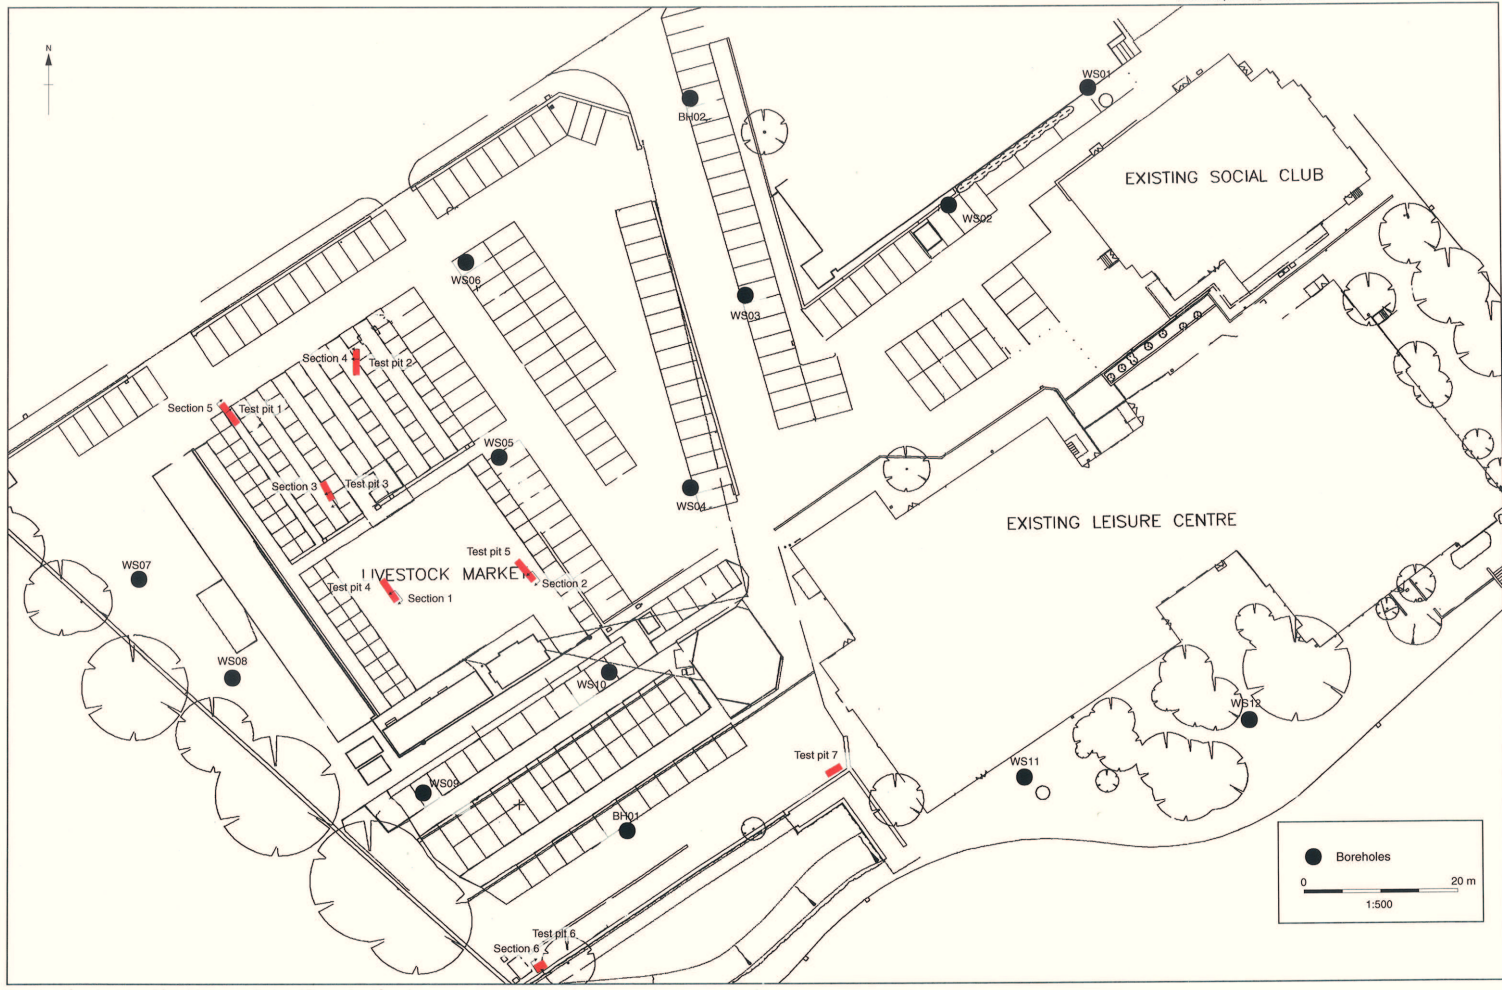 N
WS01
BH02
EXISTING SOCIAL CLUB
WS02
WS06
WS03
Section 4
Test pit 2
Section 5
Test pit 1
WS05
Section 3
Test pit 3
WS04
EXISTING LEISURE CENTRE
WS07
Test pit 5
LIVESTOCK MARKET
Section 2
Test pit 4
Section 1
WS08
WS10
WS12
Test pit 7
WS11
WS09
BH01
Boreholes
0
20 m
1:500
Test pit 6
Section 6